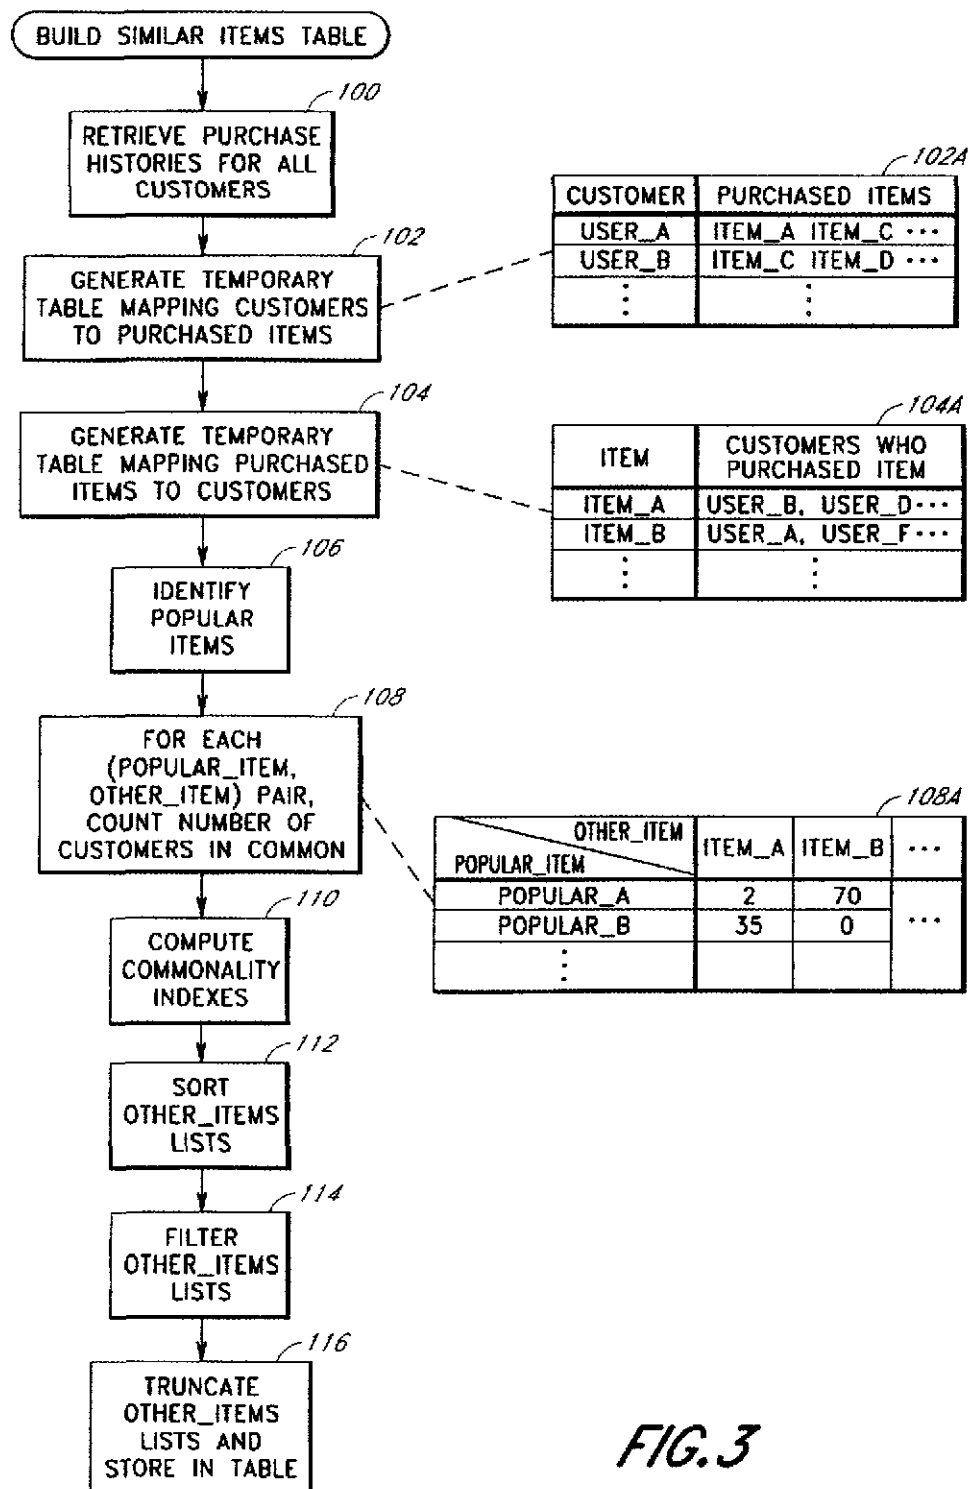 BUILD SIMILAR ITEMS TABLE
100
RETRIEVE PURCHASE
HISTORIES FOR ALL
CUSTOMERS
102
GENERATE TEMPORARY
TABLE MAPPING CUSTOMERS
TO PURCHASED ITEMS
102A
CUSTOMER PURCHASED ITEMS
USER_A ITEM_A ITEM_C ···
USER_B ITEM_C ITEM_D ···
104
GENERATE TEMPORARY
TABLE MAPPING PURCHASED
ITEMS TO CUSTOMERS
104A
ITEM
CUSTOMERS WHO
PURCHASED ITEM
ITEM_A USER_B, USER_D ···
ITEM_B USER_A, USER_F ···
106
IDENTIFY
POPULAR
ITEMS
108
FOR EACH
(POPULAR_ITEM,
OTHER_ITEM) PAIR,
COUNT NUMBER OF
CUSTOMERS IN COMMON
108A
OTHER_ITEM
POPULAR_ITEM
ITEM_A ITEM_B ···
POPULAR_A 2 70
POPULAR_B 35 0 ···
110
COMPUTE
COMMONALITY
INDEXES
112
SORT
OTHER_ITEMS
LISTS
114
FILTER
OTHER_ITEMS
LISTS
116
TRUNCATE
OTHER_ITEMS
LISTS AND
STORE IN TABLE
FIG.3